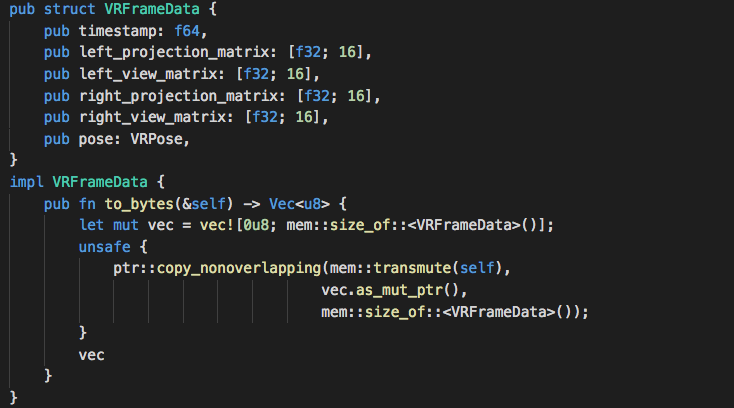 pub struct VRFrameData {
    pub timestamp: f64,
    pub left_projection_matrix: [f32; 16],
    pub left_view_matrix: [f32; 16],
    pub right_projection_matrix: [f32; 16],
    pub right_view_matrix: [f32; 16],
    pub pose: VRPose,
}
impl VRFrameData {
    pub fn to_bytes(&self) -> Vec<u8> {
        let mut vec = vec![0u8; mem::size_of::<VRFrameData>()];
        unsafe {
            ptr::copy_nonoverlapping(mem::transmute(self),
                                     vec.as_mut_ptr(),
                                     mem::size_of::<VRFrameData>());
        }
        vec
    }
}